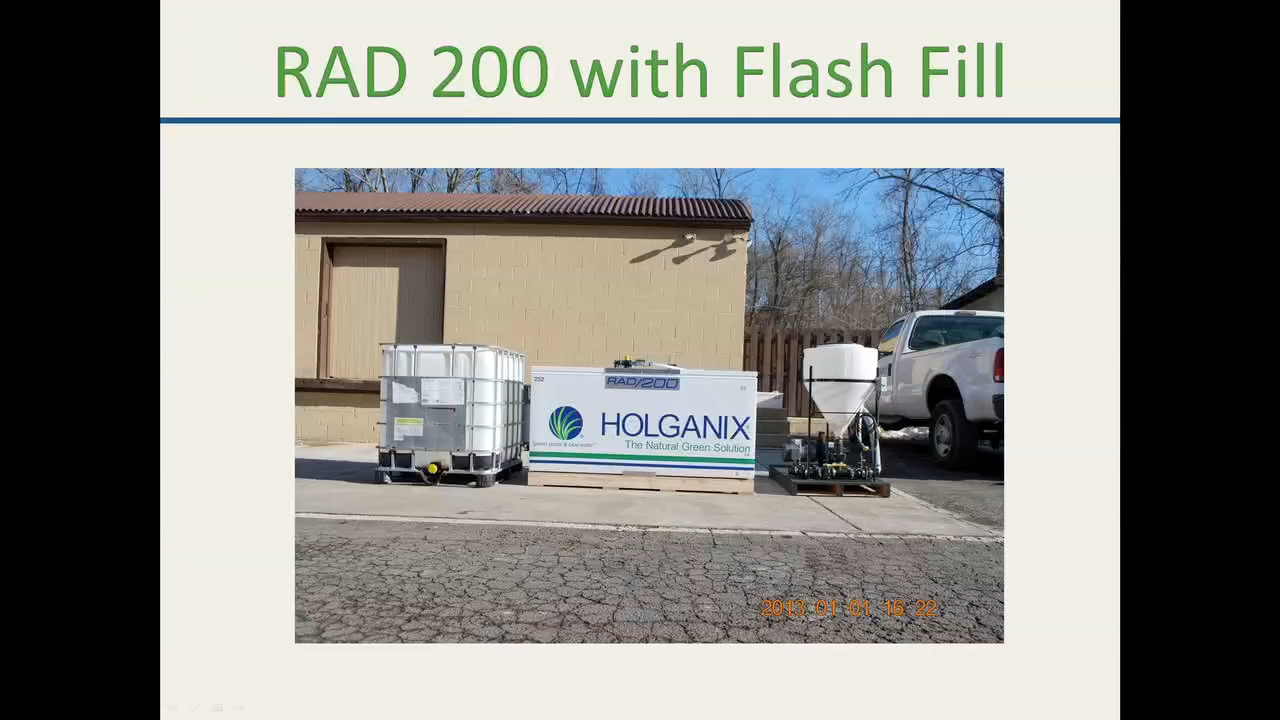 RAD 200 with Flash Fill
RAD/200
HOLGANIX
The Natural Green Solution
2013 01 01 16 22